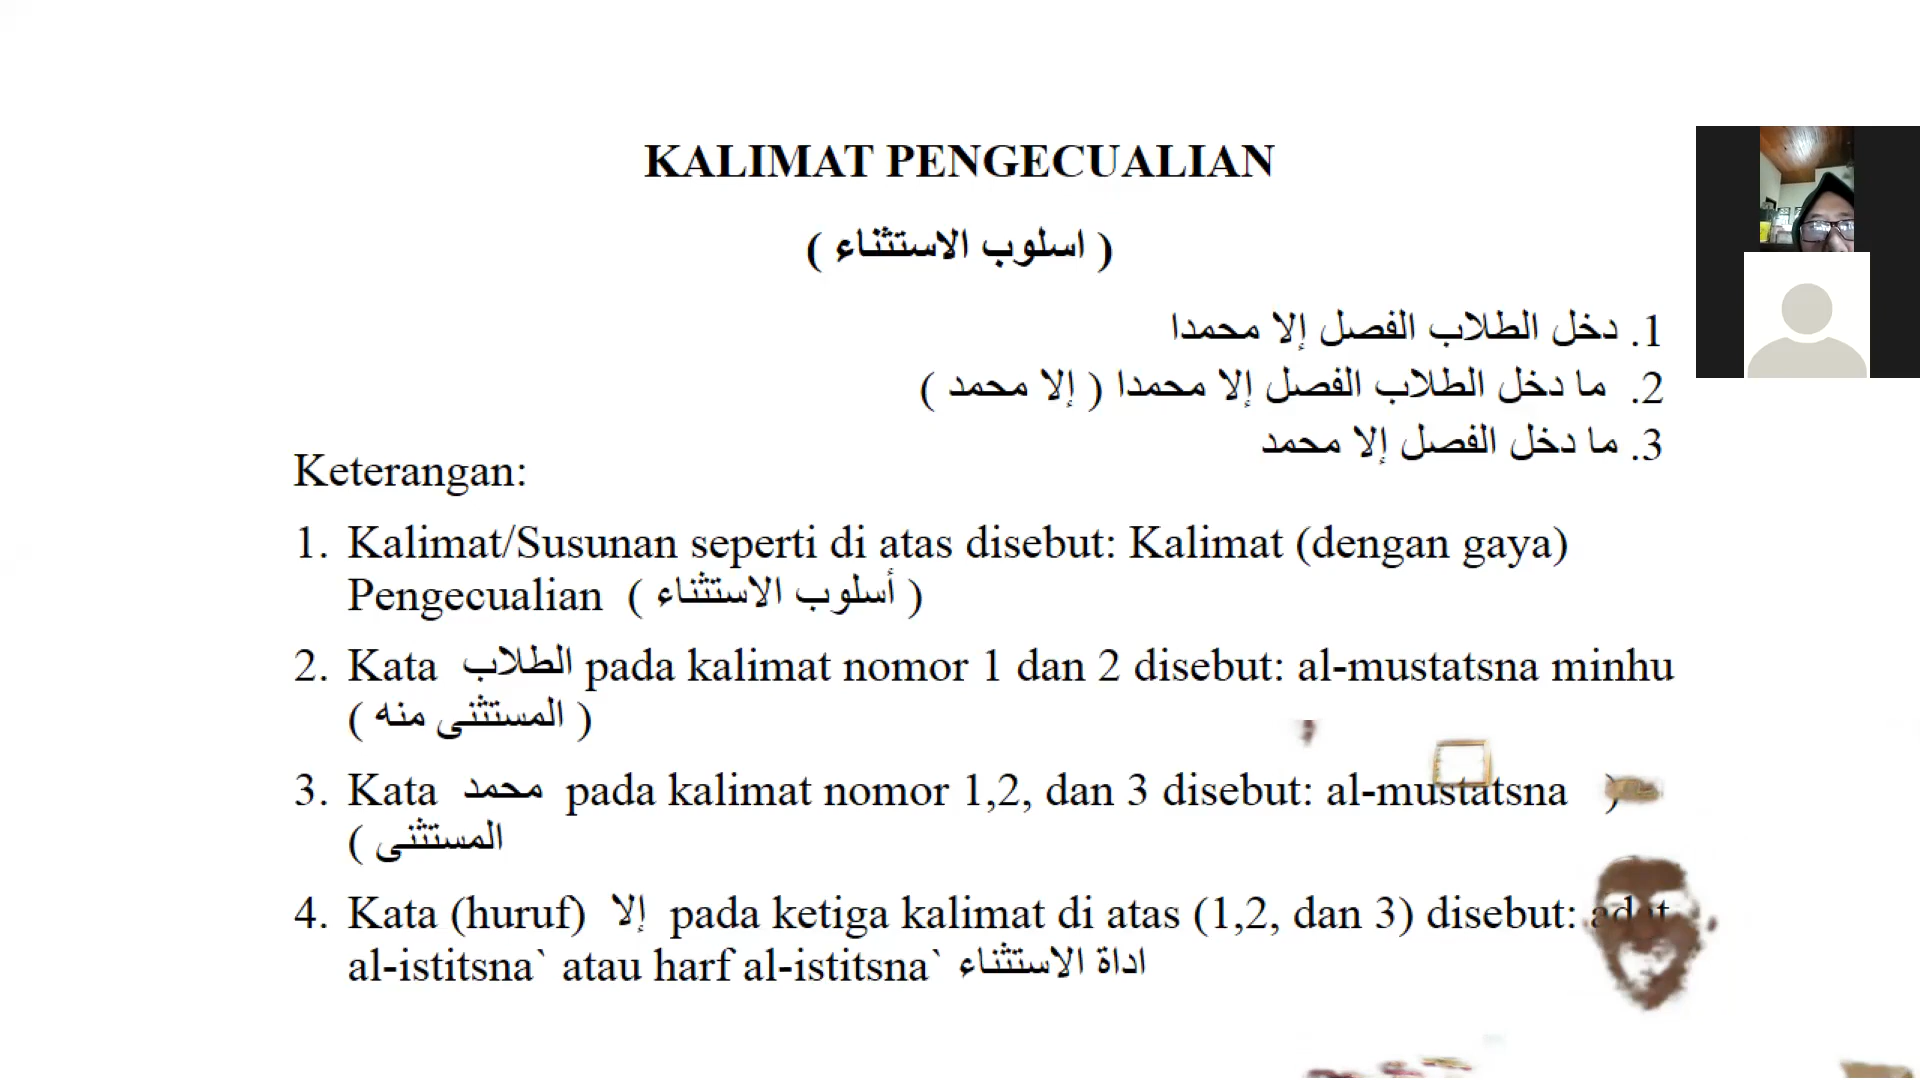 KALIMAT PENGECUALIAN
( اسلوب الاستثناء )
1. دخل الطلاب الفصل إلا محمدا
2. ما دخل الطلاب الفصل إلا محمدا ( إلا محمد )
3. ما دخل الفصل إلا محمد
Keterangan:
1. Kalimat/Susunan seperti di atas disebut: Kalimat (dengan gaya)
Pengecualian ( أسلوب الاستثناء )
2. Kata الطلاب pada kalimat nomor 1 dan 2 disebut: al-mustatsna minhu
( المستثنى منه )
3. Kata محمد pada kalimat nomor 1,2, dan 3 disebut: al-mustatsna )
( المستثنى
4. Kata (huruf) إلا pada ketiga kalimat di atas (1,2, dan 3) disebut:
al-istitsna` atau harf al-istitsna` اداة الاستثناء